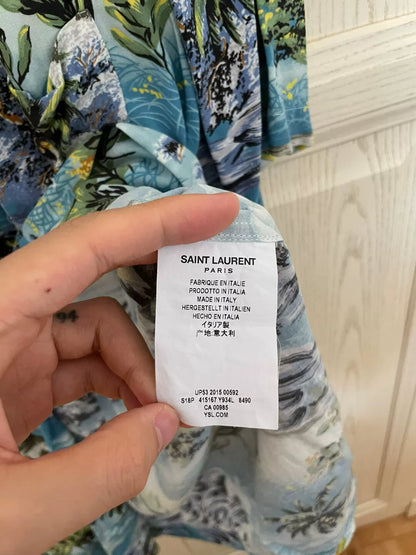 SAINT LAURENT
PARIS
FABRIQUE EN ITALIE
PRODOTTO IN ITALIA
MADE IN ITALY
HERGESTELLT IN ITALIEN
HECHO EN ITALIA
イタリア製
产地:意大利
UP53 2015 00592
S18P 415167 Y934L 8490
CA 00985
YSL.COM